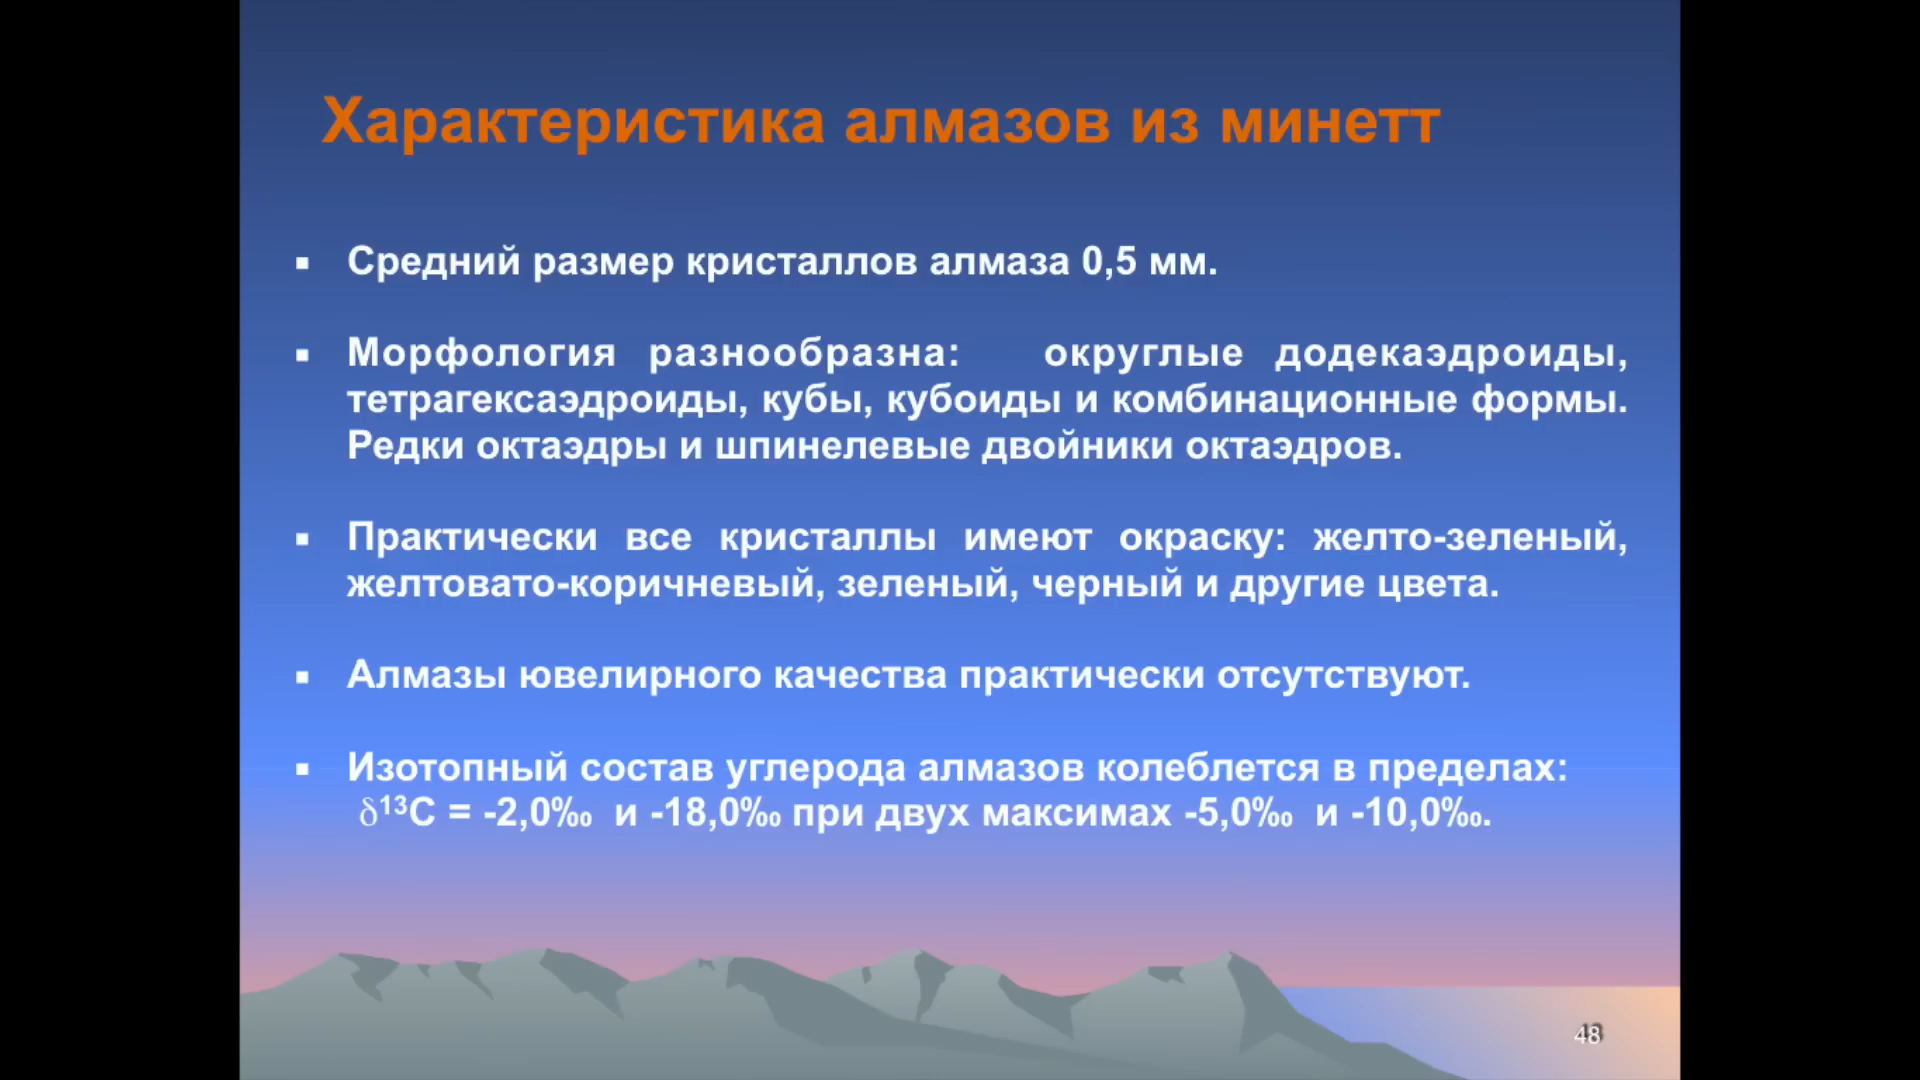 Характеристика алмазов из минетт
▪ Средний размер кристаллов алмаза 0,5 мм.
▪ Морфология разнообразна: округлые додекаэдроиды,
тетрагексаэдроиды, кубы, кубоиды и комбинационные формы.
Редки октаэдры и шпинелевые двойники октаэдров.
▪ Практически все кристаллы имеют окраску: желто-зеленый,
желтовато-коричневый, зеленый, черный и другие цвета.
▪ Алмазы ювелирного качества практически отсутствуют.
▪ Изотопный состав углерода алмазов колеблется в пределах:
δ¹³C = -2,0‰ и -18,0‰ при двух максимах -5,0‰ и -10,0‰.
48